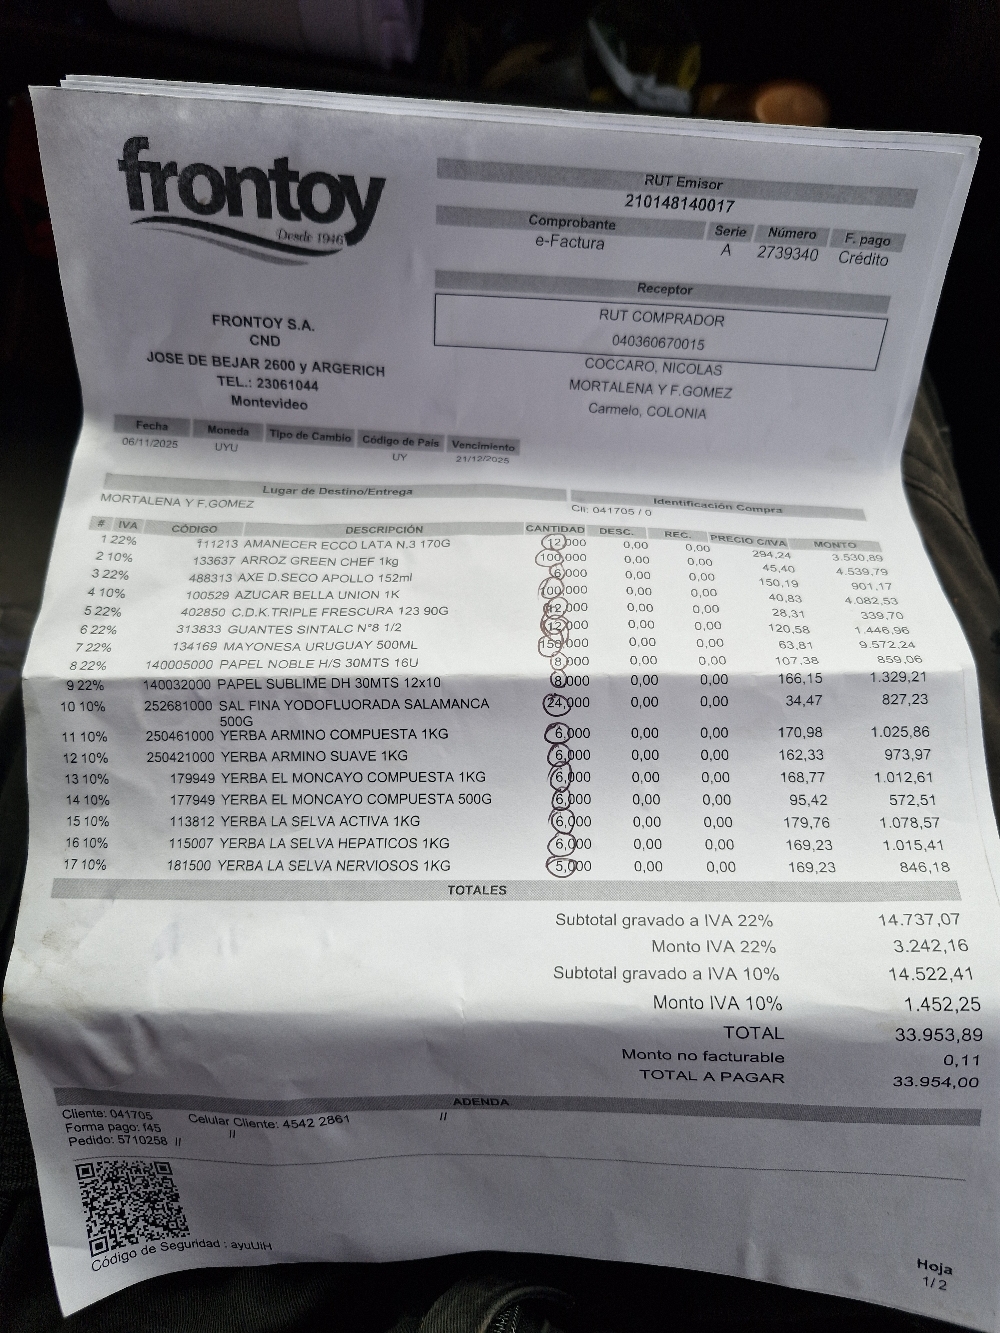 frontoy
Desde 1946
RUT Emisor
210148140017
Comprobante Serie Número F. pago
e-Factura A 2739340 Crédito
Receptor
RUT COMPRADOR
040360670015
COCCARO, NICOLAS
MORTALENA Y F.GOMEZ
Carmelo, COLONIA
FRONTOY S.A.
CND
JOSE DE BEJAR 2600 y ARGERICH
TEL.: 23061044
Montevideo
Fecha Moneda Tipo de Cambio Código de País Vencimiento
06/11/2025 UYU UY 21/12/2025
Lugar de Destino/Entrega Identificación Compra
MORTALENA Y F.GOMEZ Cli: 041705 / 0
# IVA CÓDIGO DESCRIPCIÓN CANTIDAD DESC. REC. PRECIO C/IVA MONTO
1 22% 111213 AMANECER ECCO LATA N.3 170G 12,000 0,00 0,00 294,24 3.530,89
2 10% 133637 ARROZ GREEN CHEF 1kg 100,000 0,00 0,00 45,40 4.539,79
3 22% 488313 AXE D.SECO APOLLO 152ml 6,000 0,00 0,00 150,19 901,17
4 10% 100529 AZUCAR BELLA UNION 1K 100,000 0,00 0,00 40,83 4.082,53
5 22% 402850 C.D.K.TRIPLE FRESCURA 123 90G 12,000 0,00 0,00 28,31 339,70
6 22% 313833 GUANTES SINTALC N°8 1/2 12,000 0,00 0,00 120,58 1.446,96
7 22% 134169 MAYONESA URUGUAY 500ML 150,000 0,00 0,00 63,81 9.572,24
8 22% 140005000 PAPEL NOBLE H/S 30MTS 16U 8,000 0,00 0,00 107,38 859,06
9 22% 140032000 PAPEL SUBLIME DH 30MTS 12x10 8,000 0,00 0,00 166,15 1.329,21
10 10% 252681000 SAL FINA YODOFLUORADA SALAMANCA 24,000 0,00 0,00 34,47 827,23
500G
11 10% 250461000 YERBA ARMINO COMPUESTA 1KG 6,000 0,00 0,00 170,98 1.025,86
12 10% 250421000 YERBA ARMINO SUAVE 1KG 6,000 0,00 0,00 162,33 973,97
13 10% 179949 YERBA EL MONCAYO COMPUESTA 1KG 6,000 0,00 0,00 168,77 1.012,61
14 10% 177949 YERBA EL MONCAYO COMPUESTA 500G 6,000 0,00 0,00 95,42 572,51
15 10% 113812 YERBA LA SELVA ACTIVA 1KG 6,000 0,00 0,00 179,76 1.078,57
16 10% 115007 YERBA LA SELVA HEPATICOS 1KG 6,000 0,00 0,00 169,23 1.015,41
17 10% 181500 YERBA LA SELVA NERVIOSOS 1KG 5,000 0,00 0,00 169,23 846,18
TOTALES
Subtotal gravado a IVA 22% 14.737,07
Monto IVA 22% 3.242,16
Subtotal gravado a IVA 10% 14.522,41
Monto IVA 10% 1.452,25
TOTAL 33.953,89
Monto no facturable 0,11
TOTAL A PAGAR 33.954,00
ADENDA
Cliente: 041705 Celular Cliente: 4542 2861 //
Forma pago: f45 //
Pedido: 5710258 //
Código de Seguridad : ayuUiH
Hoja
1/ 2